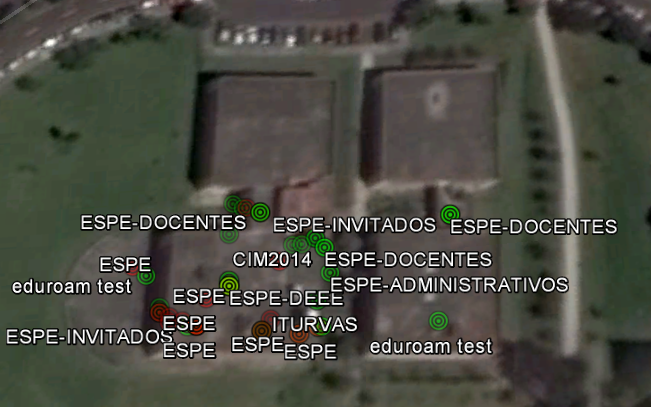 ESPE-DOCENTES
ESPE-INVITADOS
ESPE-DOCENTES
ESPE
CIM2014
ESPE-DOCENTES
eduroam test
ESPE-ADMINISTRATIVOS
ESPE
ESPE-DEEE
ESPE-INVITADOS
ESPE
ITURVAS
ESPE
ESPE
ESPE
eduroam test